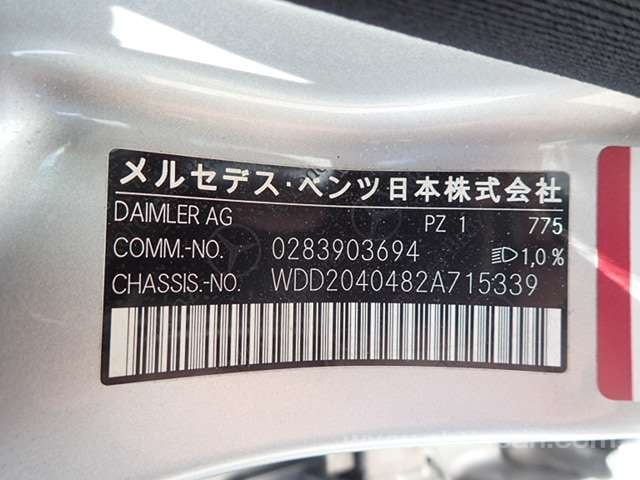 メルセデス・ベンツ日本株式会社
DAIMLER AG PZ 1 775
COMM.-NO. 0283903694 1,0%
CHASSIS.-NO. WDD2040482A715339